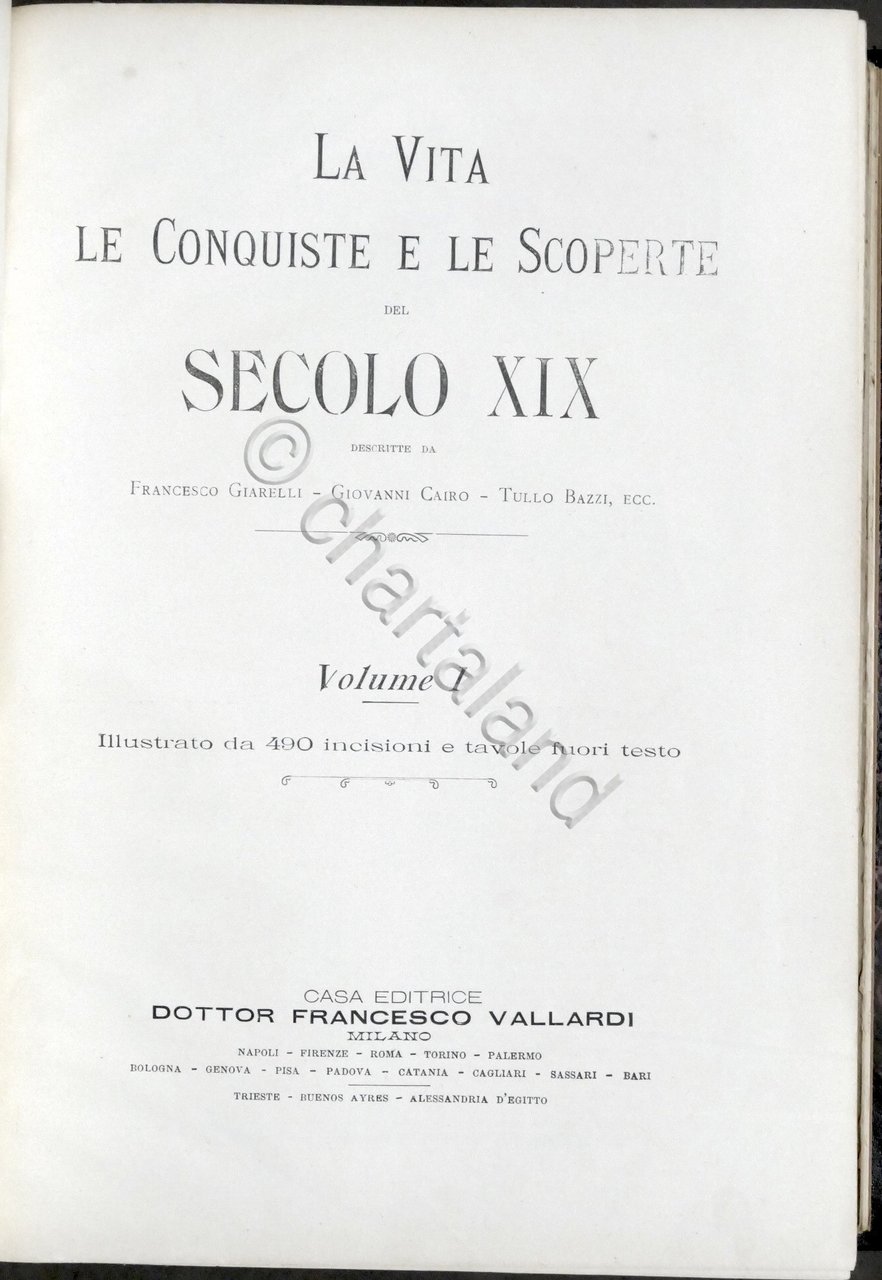 LA VITA
LE CONQUISTE E LE SCOPERTE
DEL
SECOLO XIX
DESCRITTE DA
FRANCESCO GIARELLI – GIOVANNI CAIRO – TULLO BAZZI, ECC.
© chartaland
Volume I
Illustrato da 490 incisioni e tavole fuori testo
CASA EDITRICE
DOTTOR FRANCESCO VALLARDI
MILANO
NAPOLI – FIRENZE – ROMA – TORINO – PALERMO
BOLOGNA – GENOVA – PISA – PADOVA – CATANIA – CAGLIARI – SASSARI – BARI
TRIESTE - BUENOS AYRES – ALESSANDRIA D'EGITTO